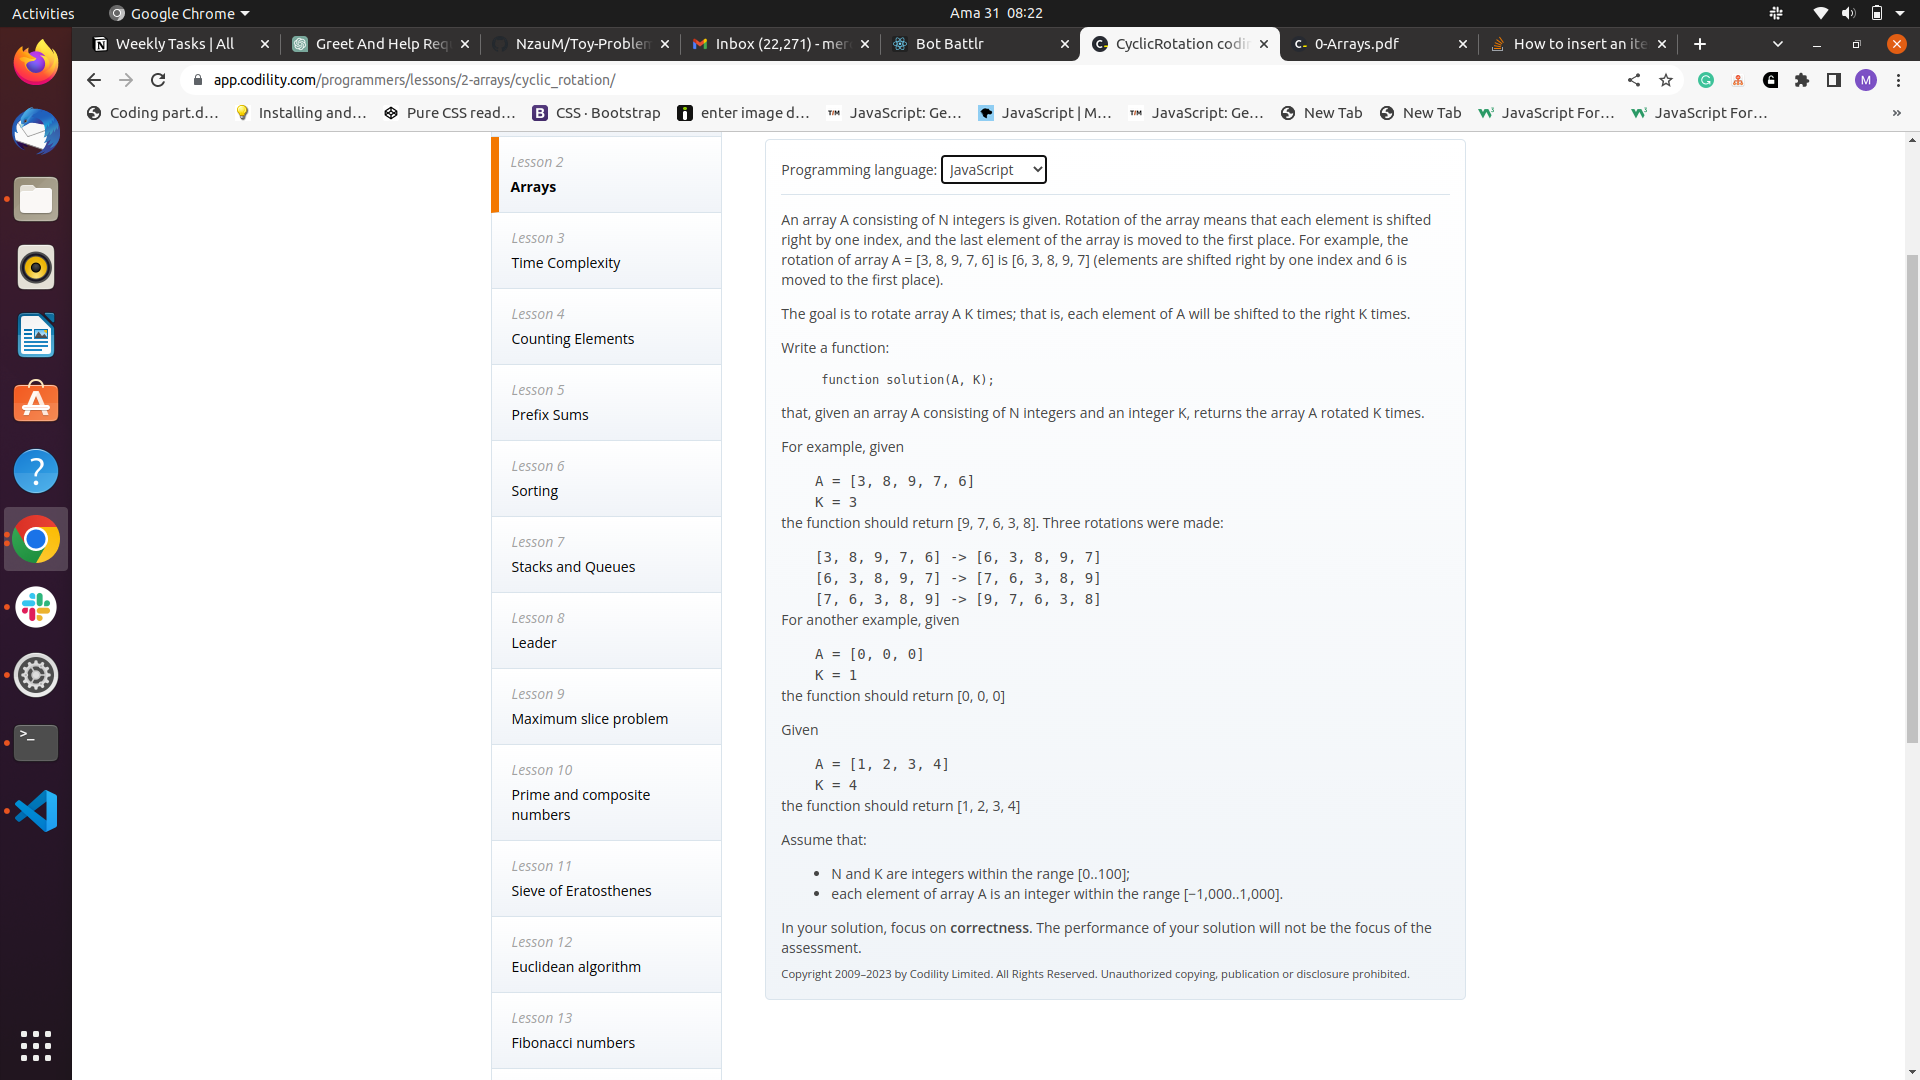 Activities
Google Chrome
Ama 31 08:22
Weekly Tasks | All
Greet And Help Req
NzauM/Toy-Problem
Inbox (22,271) - mer
Bot Battlr
CyclicRotation codin
0-Arrays.pdf
How to insert an ite
app.codility.com/programmers/lessons/2-arrays/cyclic_rotation/
M
Coding part.d...
Installing and...
Pure CSS read...
CSS · Bootstrap
enter image d...
JavaScript: Ge...
JavaScript | M...
JavaScript: Ge...
New Tab
New Tab
JavaScript For...
JavaScript For...
Lesson 2
Arrays
Lesson 3
Time Complexity
Lesson 4
Counting Elements
Lesson 5
Prefix Sums
Lesson 6
Sorting
Lesson 7
Stacks and Queues
Lesson 8
Leader
Lesson 9
Maximum slice problem
Lesson 10
Prime and composite
numbers
Lesson 11
Sieve of Eratosthenes
Lesson 12
Euclidean algorithm
Lesson 13
Fibonacci numbers
Programming language: JavaScript
An array A consisting of N integers is given. Rotation of the array means that each element is shifted
right by one index, and the last element of the array is moved to the first place. For example, the
rotation of array A = [3, 8, 9, 7, 6] is [6, 3, 8, 9, 7] (elements are shifted right by one index and 6 is
moved to the first place).
The goal is to rotate array A K times; that is, each element of A will be shifted to the right K times.
Write a function:
function solution(A, K);
that, given an array A consisting of N integers and an integer K, returns the array A rotated K times.
For example, given
A = [3, 8, 9, 7, 6]
K = 3
the function should return [9, 7, 6, 3, 8]. Three rotations were made:
[3, 8, 9, 7, 6] -> [6, 3, 8, 9, 7]
[6, 3, 8, 9, 7] -> [7, 6, 3, 8, 9]
[7, 6, 3, 8, 9] -> [9, 7, 6, 3, 8]
For another example, given
A = [0, 0, 0]
K = 1
the function should return [0, 0, 0]
Given
A = [1, 2, 3, 4]
K = 4
the function should return [1, 2, 3, 4]
Assume that:
• N and K are integers within the range [0..100];
• each element of array A is an integer within the range [−1,000..1,000].
In your solution, focus on correctness. The performance of your solution will not be the focus of the
assessment.
Copyright 2009–2023 by Codility Limited. All Rights Reserved. Unauthorized copying, publication or disclosure prohibited.